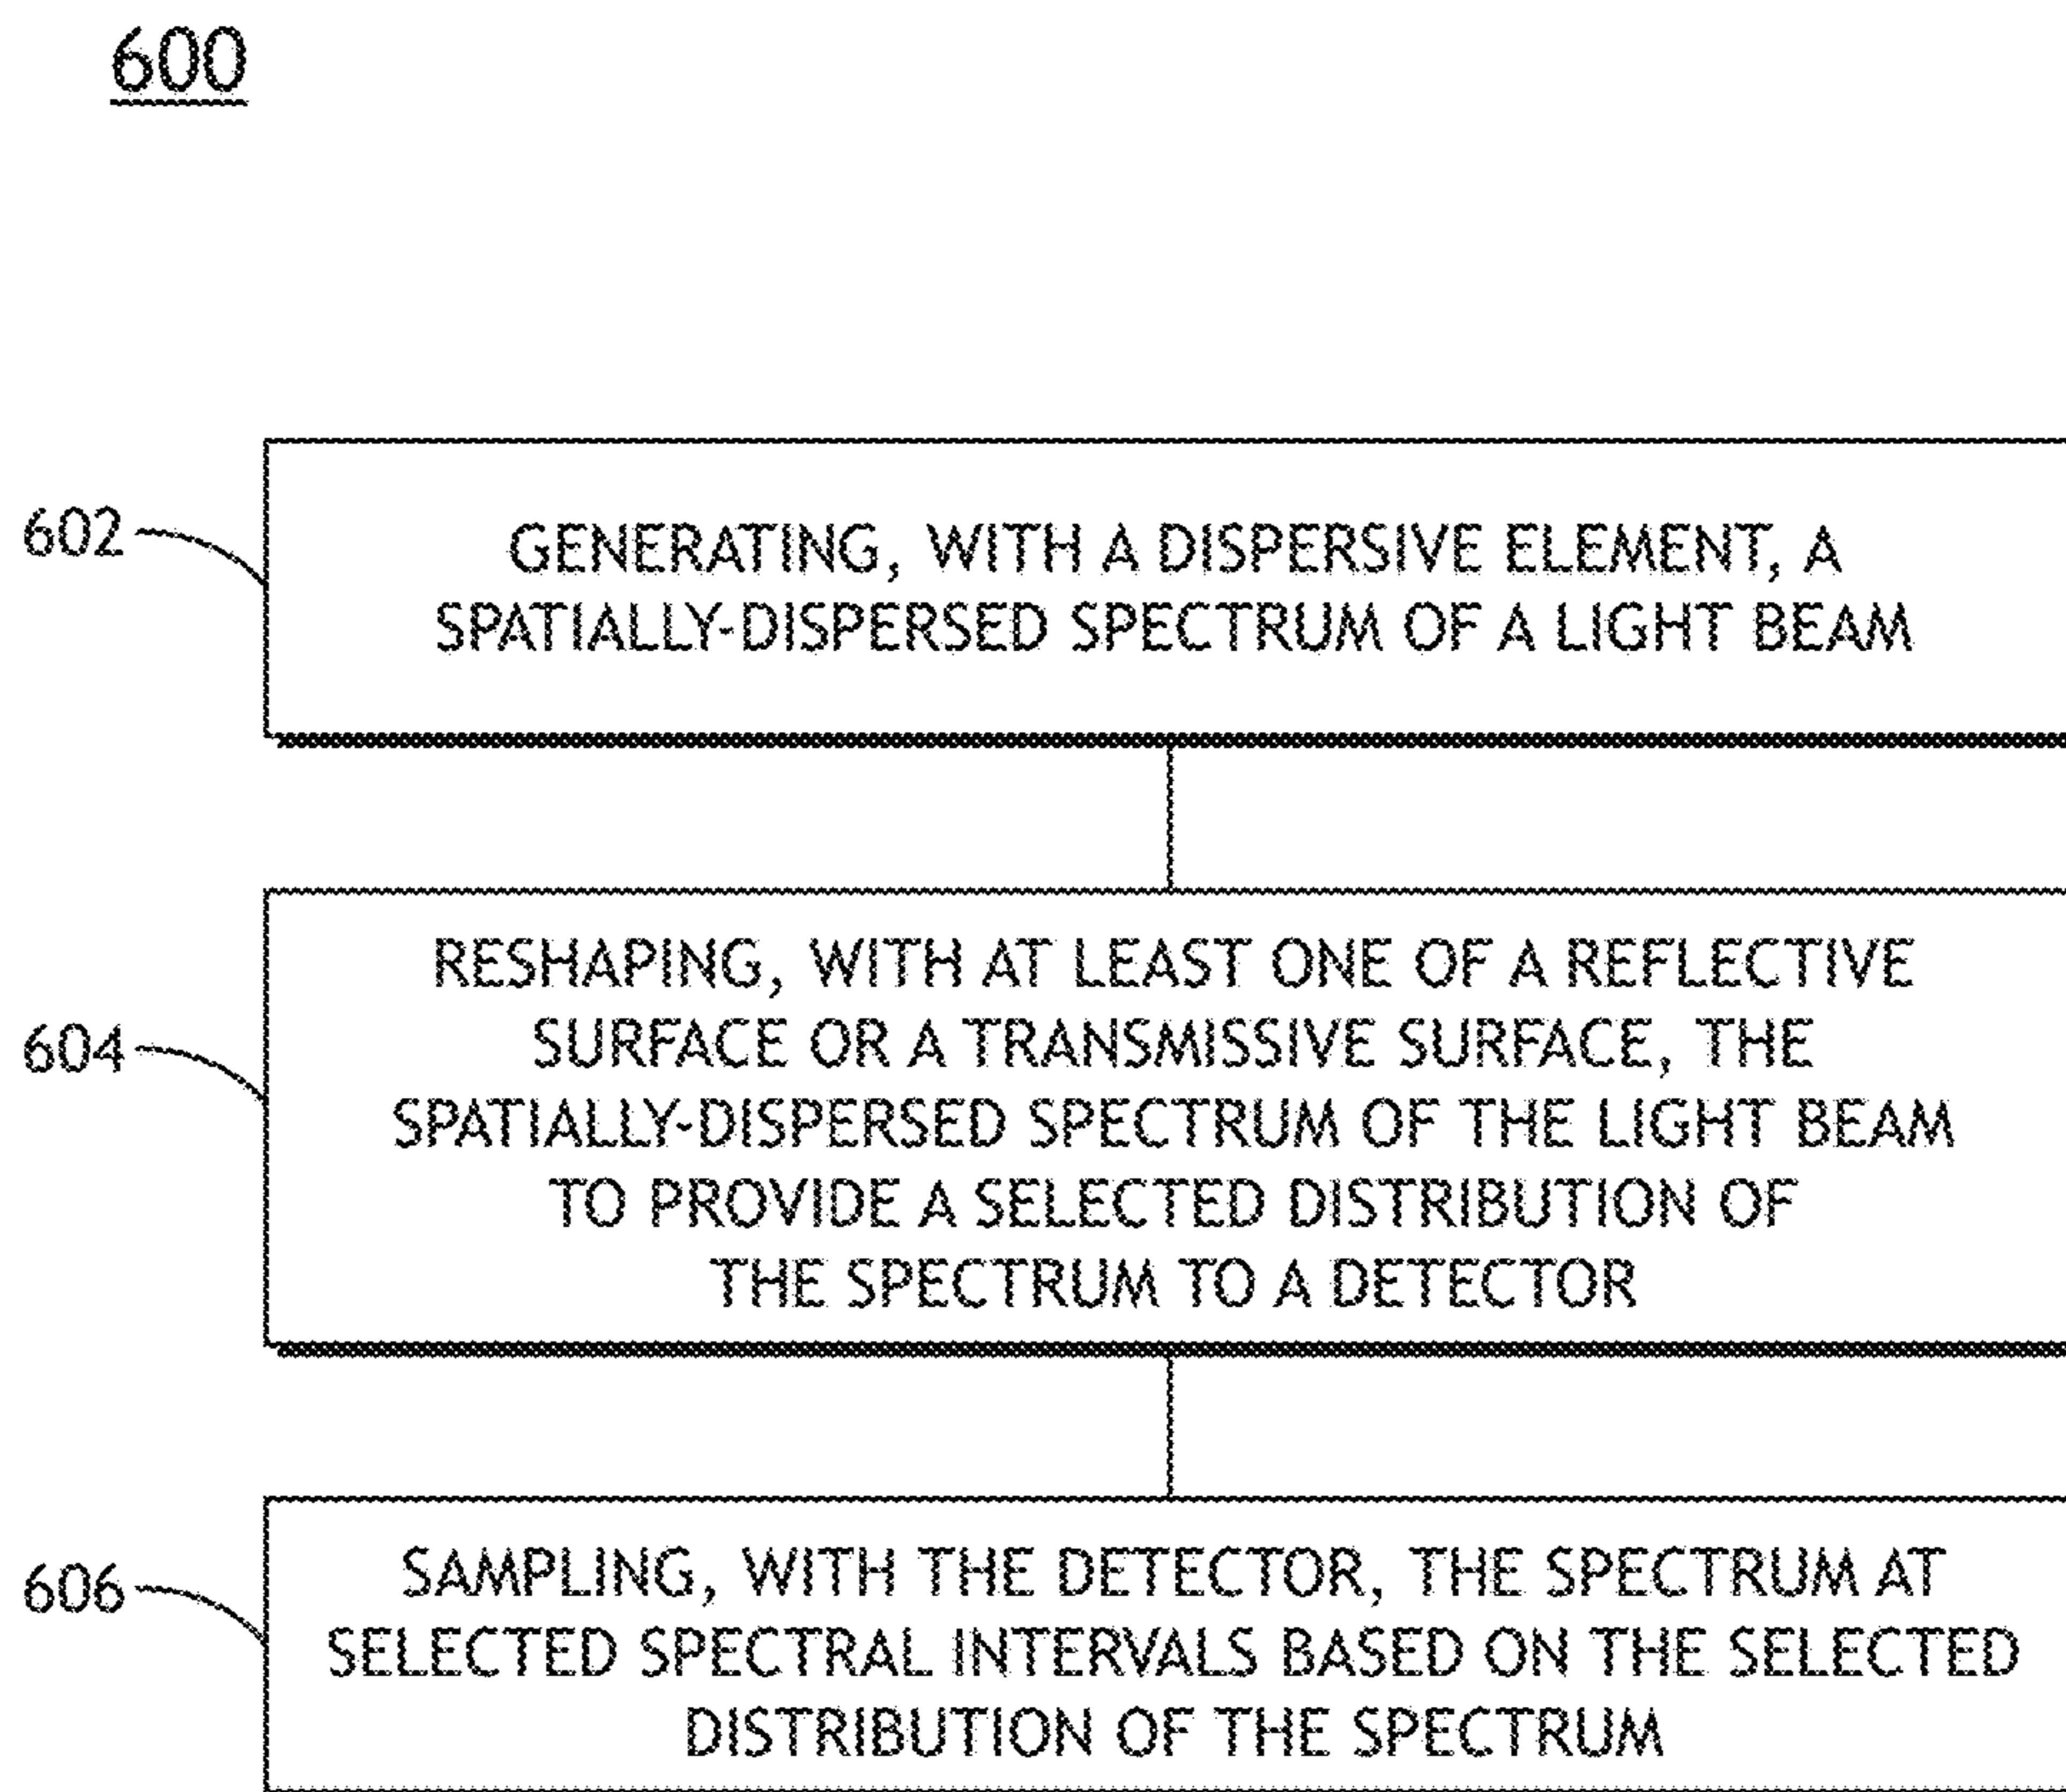 600
602
GENERATING, WITH A DISPERSIVE ELEMENT, A
SPATIALLY-DISPERSED SPECTRUM OF A LIGHT BEAM
604
RESHAPING, WITH AT LEAST ONE OF A REFLECTIVE
SURFACE OR A TRANSMISSIVE SURFACE, THE
SPATIALLY-DISPERSED SPECTRUM OF THE LIGHT BEAM
TO PROVIDE A SELECTED DISTRIBUTION OF
THE SPECTRUM TO A DETECTOR
606
SAMPLING, WITH THE DETECTOR, THE SPECTRUM AT
SELECTED SPECTRAL INTERVALS BASED ON THE SELECTED
DISTRIBUTION OF THE SPECTRUM